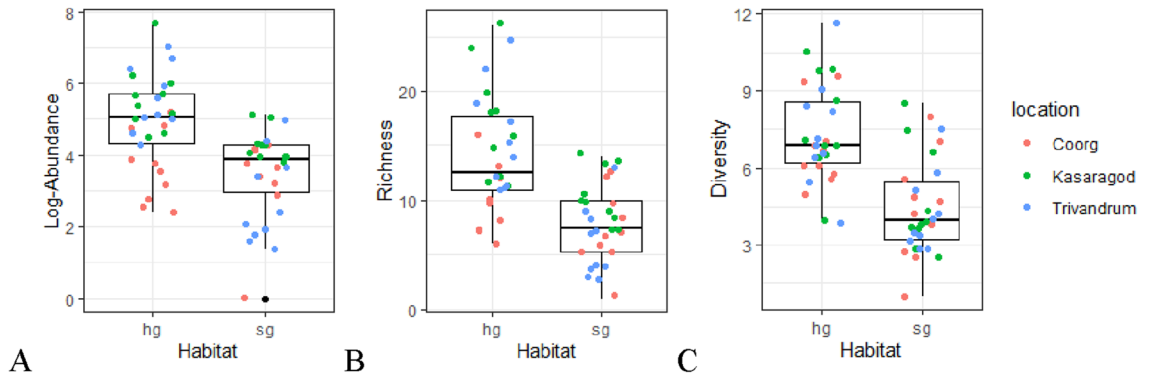 8
6
4
2
0
Log-Abundance
hg
sg
Habitat
A
20
10
0
Richness
hg
sg
Habitat
B
12
9
6
3
Diversity
hg
sg
Habitat
C
location
Coorg
Kasaragod
Trivandrum